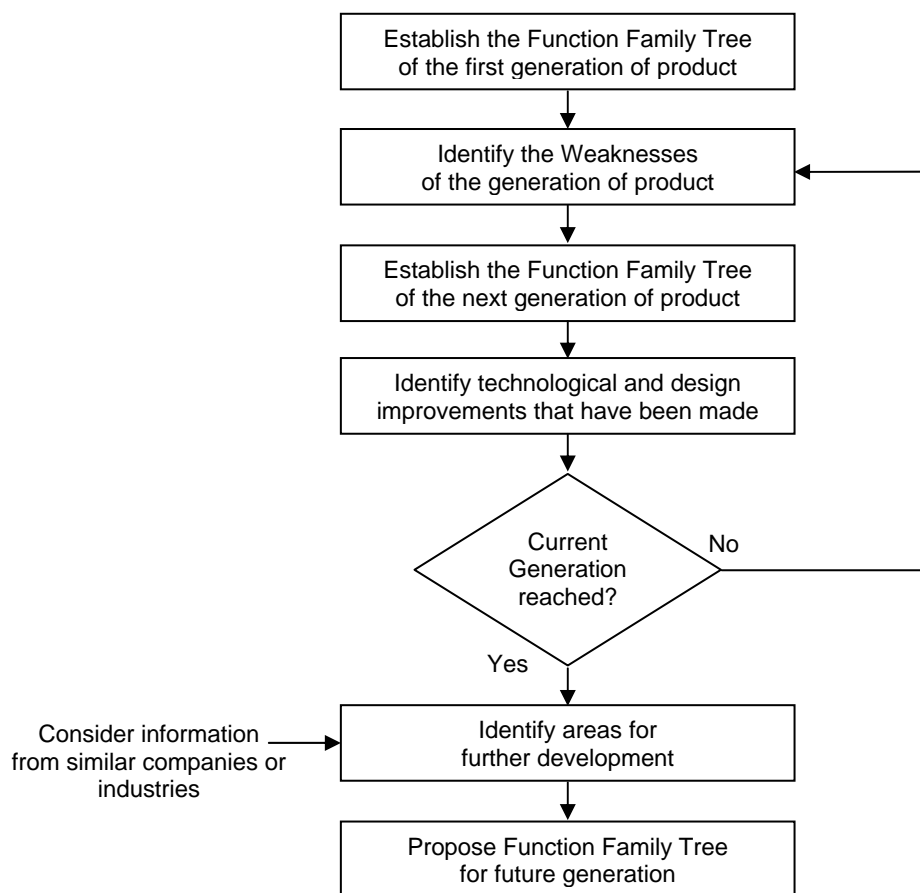 Establish the Function Family Tree
of the first generation of product
Identify the Weaknesses
of the generation of product
Establish the Function Family Tree
of the next generation of product
Identify technological and design
improvements that have been made
Current
Generation
reached?
No
Yes
Consider information
from similar companies or
industries
Identify areas for
further development
Propose Function Family Tree
for future generation